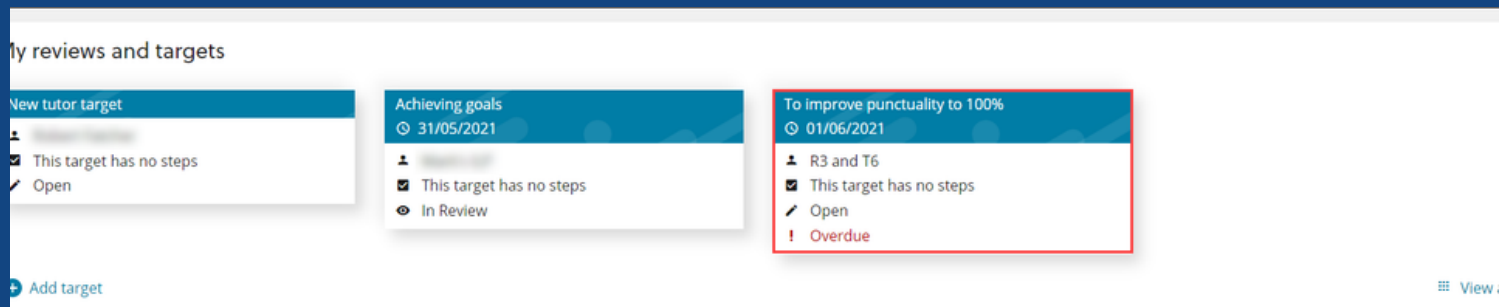 My reviews and targets
New tutor target
This target has no steps
Open
Achieving goals
31/05/2021
This target has no steps
In Review
To improve punctuality to 100%
01/06/2021
R3 and T6
This target has no steps
Open
! Overdue
Add target
View